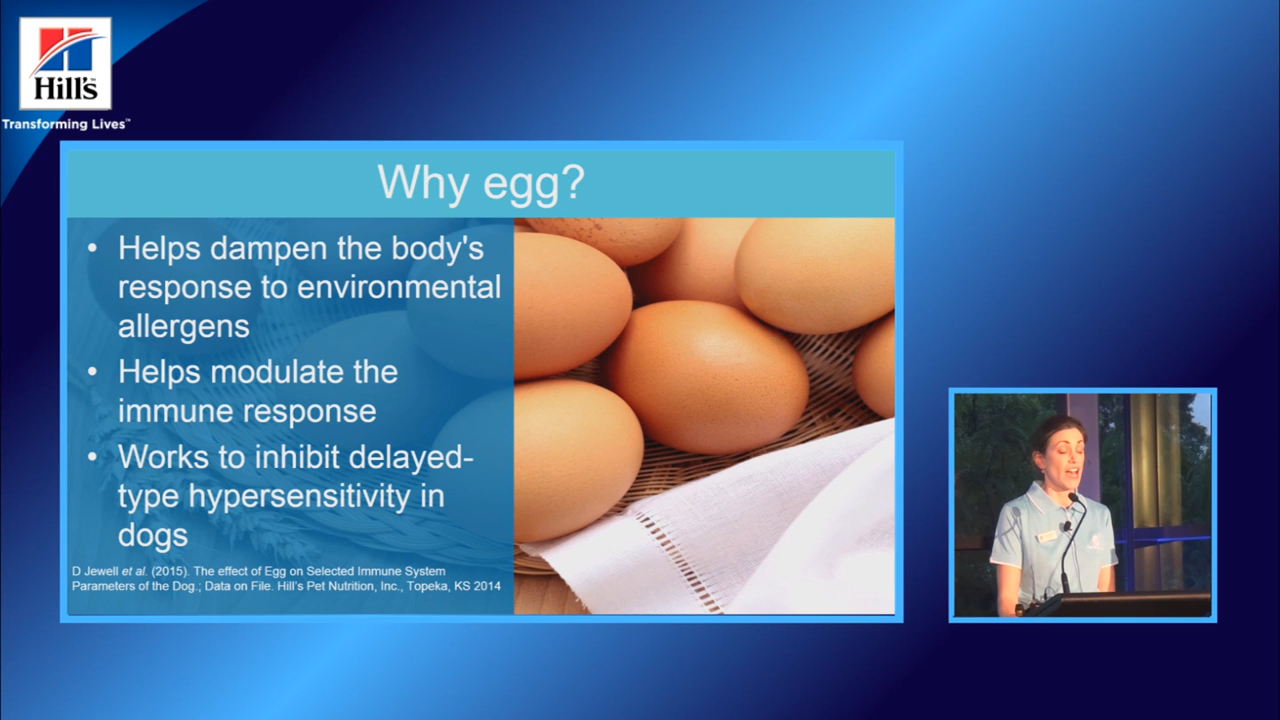 Hill's™
Transforming Lives™
Why egg?
• Helps dampen the body's
response to environmental
allergens
• Helps modulate the
immune response
• Works to inhibit delayed-
type hypersensitivity in
dogs
D Jewell et al. (2015). The effect of Egg on Selected Immune System
Parameters of the Dog.; Data on File. Hill's Pet Nutrition, Inc., Topeka, KS 2014